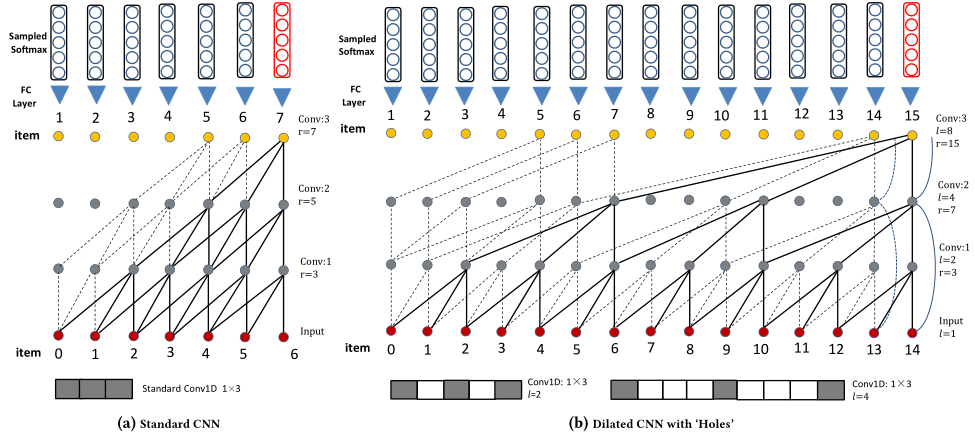 Sampled
Softmax
FC
Layer
1 2 3 4 5 6 7
item
Conv:3
r=7
Conv:2
r=5
Conv:1
r=3
Input
item
0 1 2 3 4 5 6
Standard Conv1D 1×3
(a) Standard CNN
Sampled
Softmax
FC
Layer
1 2 3 4 5 6 7 8 9 10 11 12 13 14 15
item
Conv:3
l=8
r=15
Conv:2
l=4
r=7
Conv:1
l=2
r=3
Input
l=1
item
0 1 2 3 4 5 6 7 8 9 10 11 12 13 14
Conv1D: 1×3
l=2
Conv1D: 1×3
l=4
(b) Dilated CNN with ‘Holes’